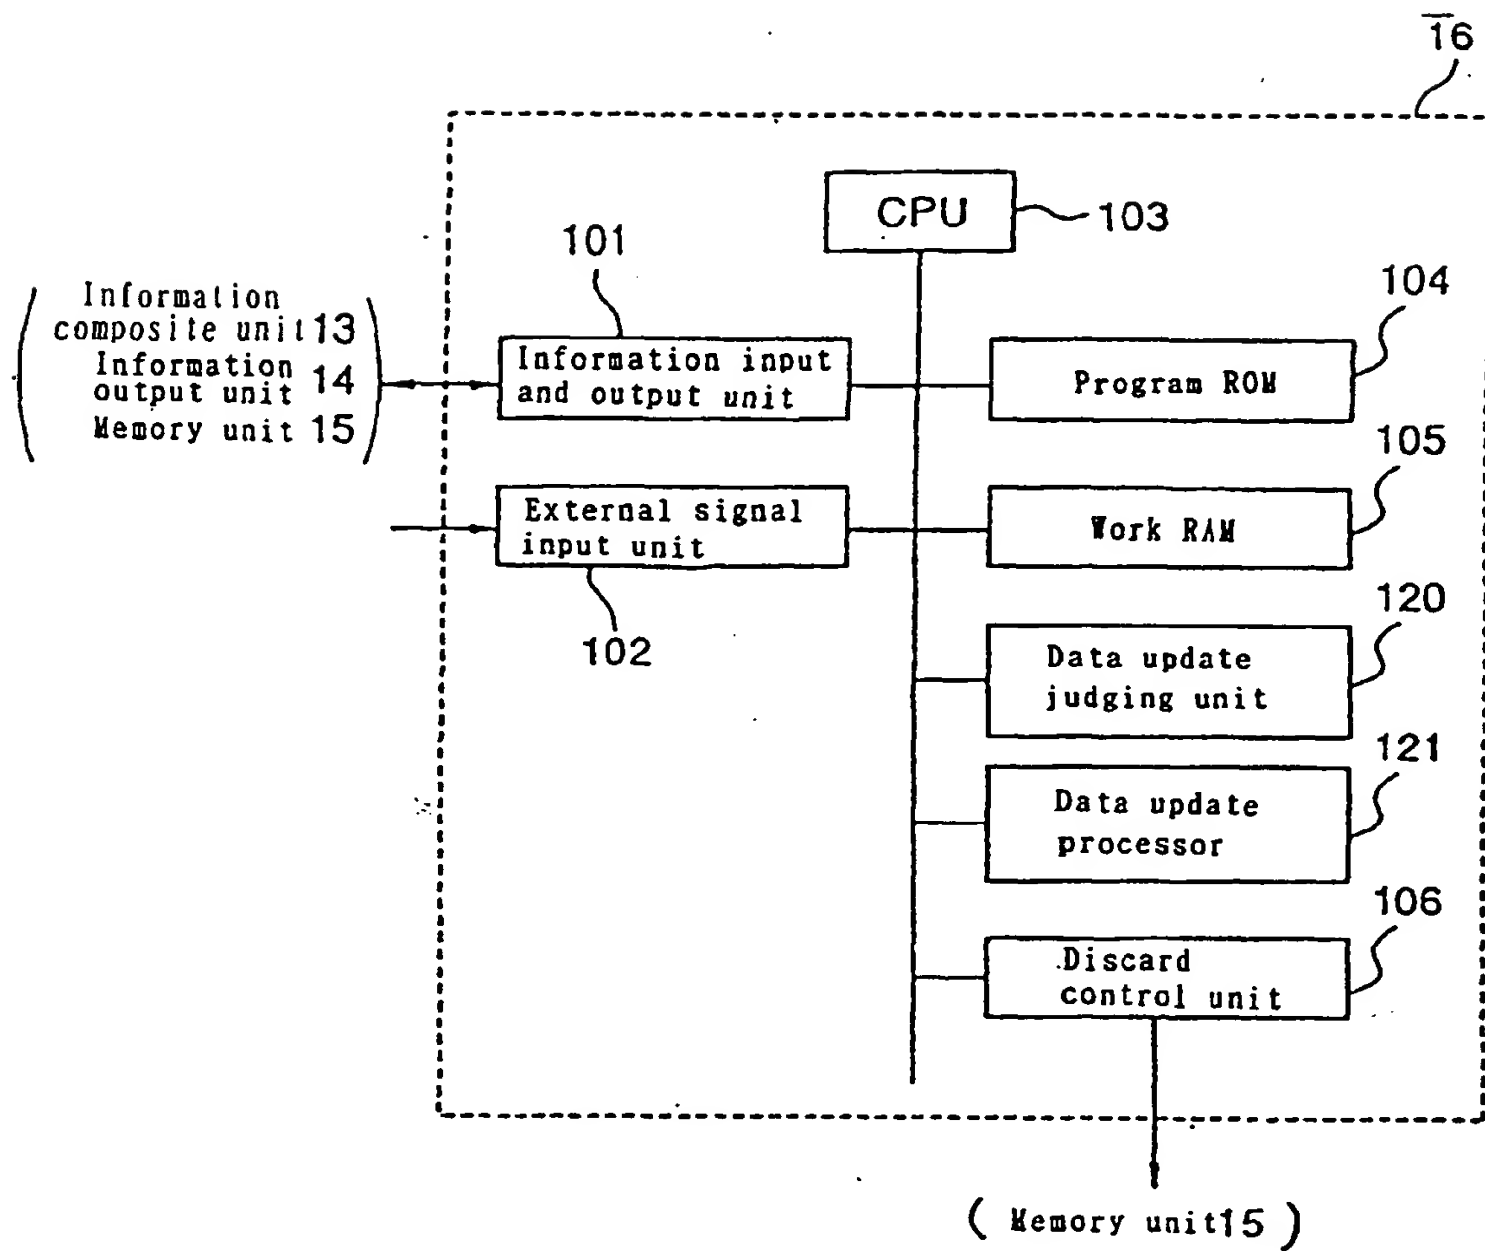 16
CPU
103
101
104
Information
composite unit 13
Information
output unit 14
Memory unit 15
Information input
and output unit
Program ROM
105
External signal
input unit
Work RAM
102
120
Data update
judging unit
121
Data update
processor
106
Discard
control unit
( Memory unit 15 )